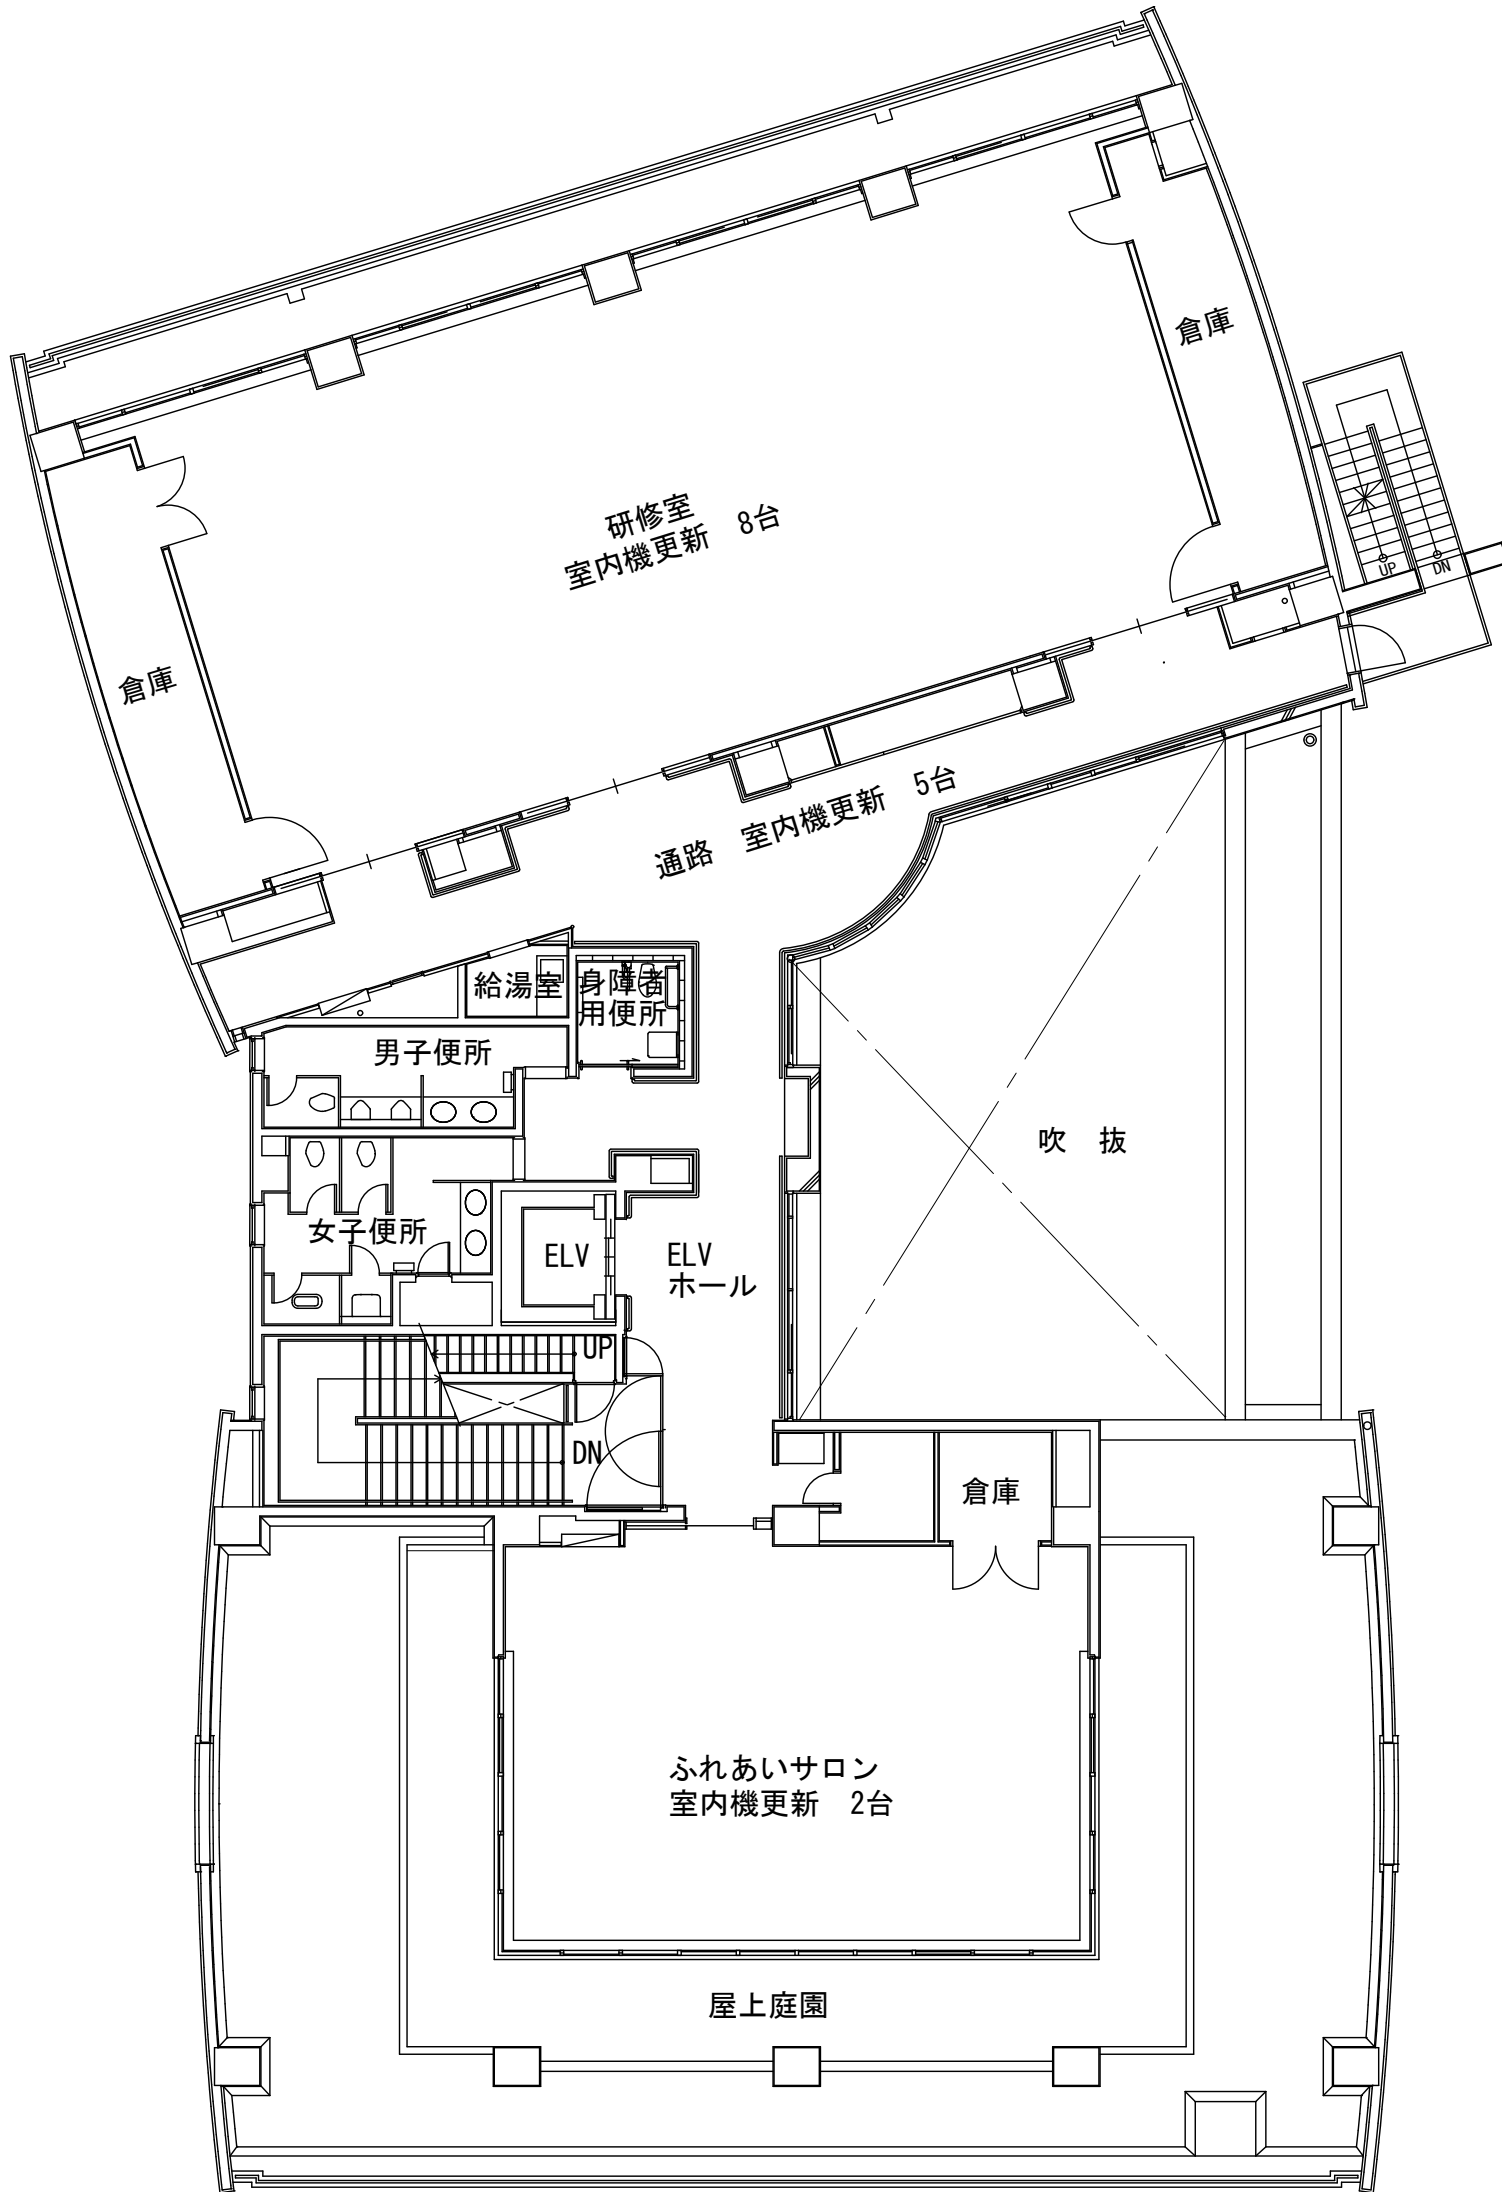 倉庫
研修室
室内機更新　8台
UP
DN
倉庫
通路　室内機更新　5台
給湯室
身障者
用便所
男子便所
吹　抜
女子便所
ELV
ELV
ホール
UP
DN
倉庫
ふれあいサロン
室内機更新　2台
屋上庭園